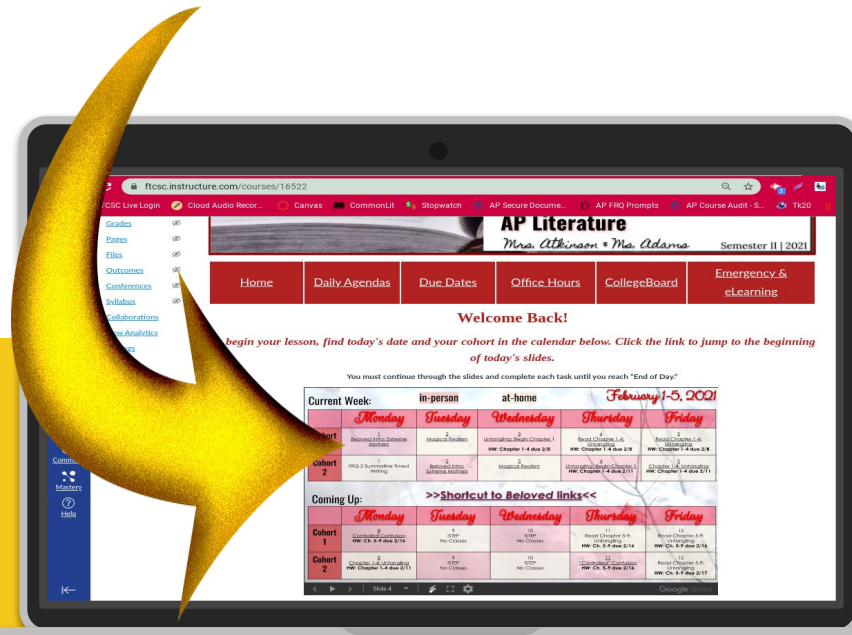 ftcsc.instructure.com/courses/16522
CSC Live Login Cloud Audio Recor... Canvas CommonLit Stopwatch AP Secure Docume... AP FRQ Prompts AP Course Audit - S... Tk20
Grades
Pages
Files
Outcomes
Conferences
Syllabus
Collaborations
Analytics
Mastery
Help
AP Literature
Mrs. Atkinson & Ms. Adams
Semester II | 2021
Home Daily Agendas Due Dates Office Hours CollegeBoard Emergency & eLearning
Welcome Back!
begin your lesson, find today's date and your cohort in the calendar below. Click the link to jump to the beginning
of today's slides.
You must continue through the slides and complete each task until you reach "End of Day."
Current Week: in-person at-home February 1-5, 2021
Monday Tuesday Wednesday Thursday Friday
1 2 3 4 5
Beloved Intro: Extreme Mothers
Magical Realism
Untangling: Begin Chapter 1
HW: Chapter 1-4 due 2/8
Read Chapter 1-4: Untangling
HW: Chapter 1-4 due 2/8
Read Chapter 1-4: Untangling
HW: Chapter 1-4 due 2/8
Cohort 2
1
FRQ 2 Summative Timed Writing
2
Beloved Intro: Extreme Mothers
3
Magical Realism
4
Untangling: Begin Chapter 1
HW: Chapter 1-4 due 2/11
5
Chapter 1-4: Untangling
HW: Chapter 1-4 due 2/11
Coming Up: >>Shortcut to Beloved links<<
Monday Tuesday Wednesday Thursday Friday
Cohort 1
8
Controlled Confusion
HW: Ch. 5-9 due 2/16
9
ISTEP
No Classes
10
ISTEP
No Classes
11
Read Chapter 5-9: Untangling
HW: Ch. 5-9 due 2/16
12
Read Chapter 5-9: Untangling
HW: Ch. 5-9 due 2/16
Cohort 2
8
Chapter 1-4: Untangling
HW: Chapter 1-4 due 2/11
9
ISTEP
No Classes
10
ISTEP
No Classes
11
"Controlled" Confusion
HW: Ch. 5-9 due 2/16
12
Read Chapter 5-9: Untangling
HW: Ch. 5-9 due 2/17
Slide 4
Google Slides